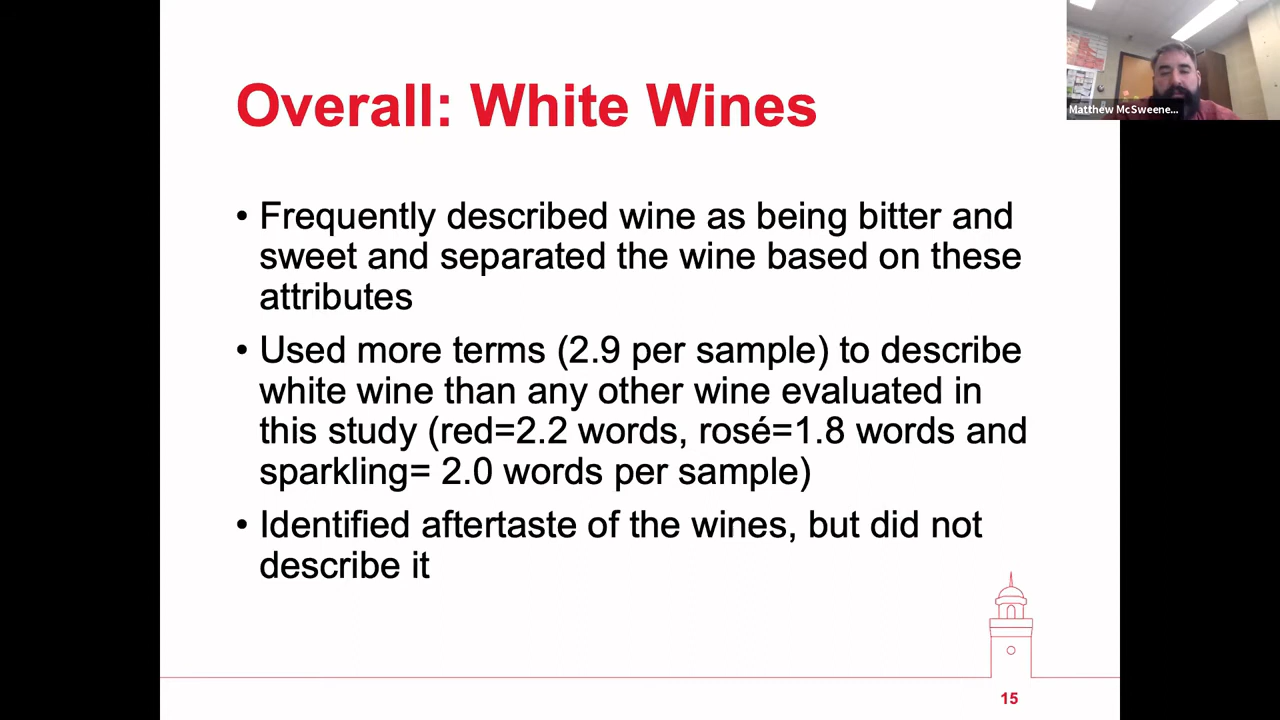 Overall: White Wines
• Frequently described wine as being bitter and
sweet and separated the wine based on these
attributes
• Used more terms (2.9 per sample) to describe
white wine than any other wine evaluated in
this study (red=2.2 words, rosé=1.8 words and
sparkling= 2.0 words per sample)
• Identified aftertaste of the wines, but did not
describe it
15
Matthew McSweene...